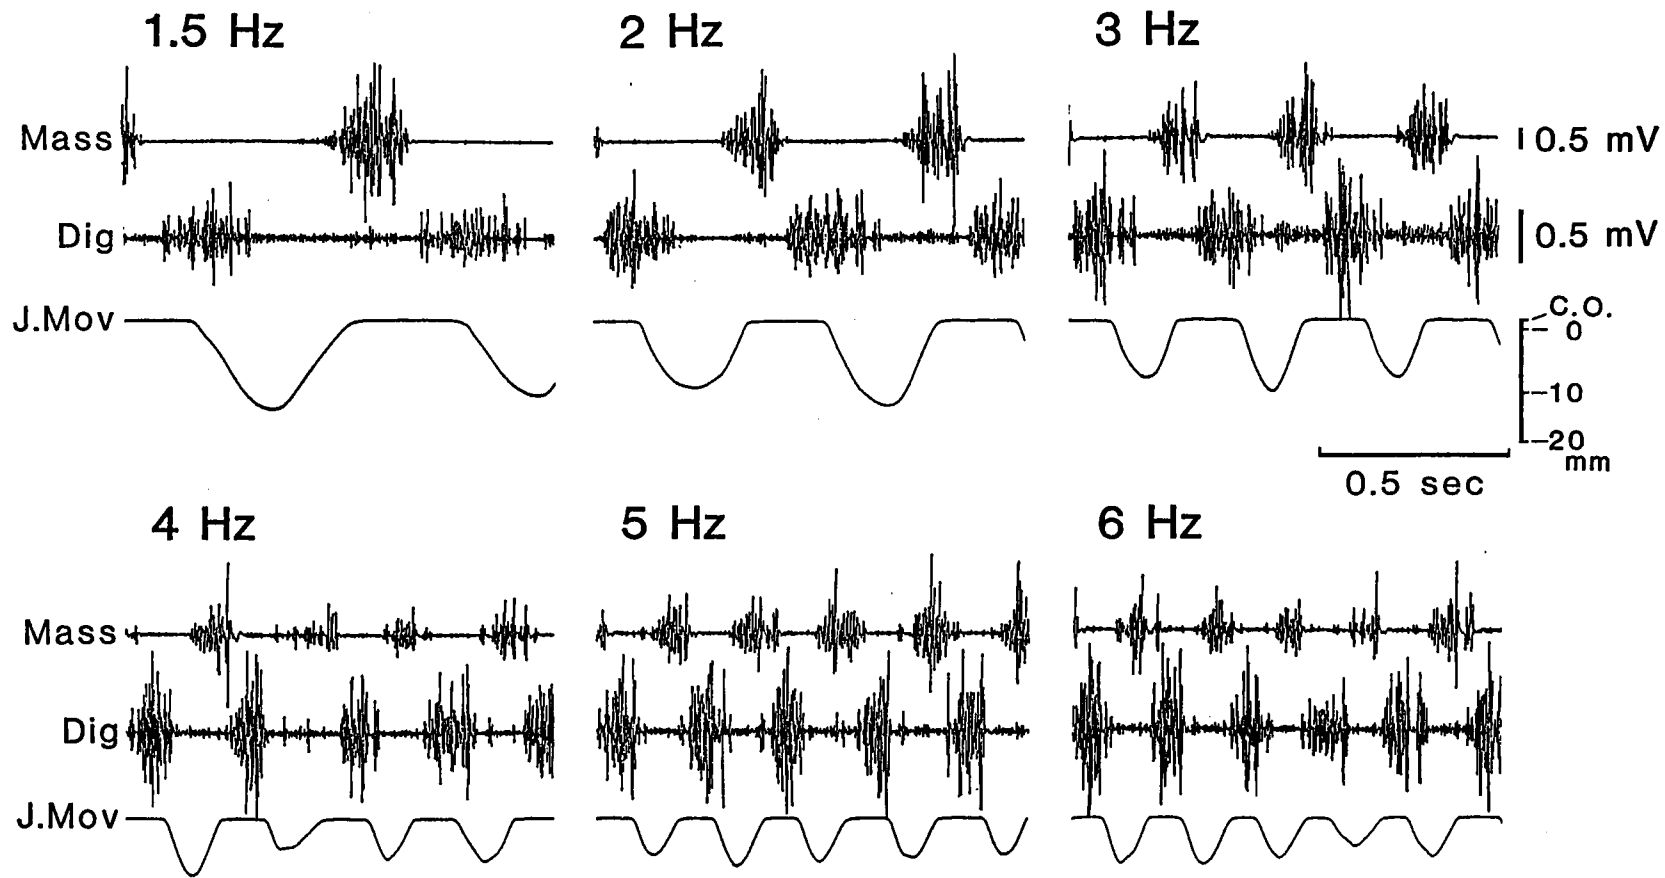 1.5 Hz 2 Hz 3 Hz
Mass 0.5 mV
Dig 0.5 mV
J.Mov C.O.
0
-10
-20
mm
0.5 sec
4 Hz 5 Hz 6 Hz
Mass
Dig
J.Mov